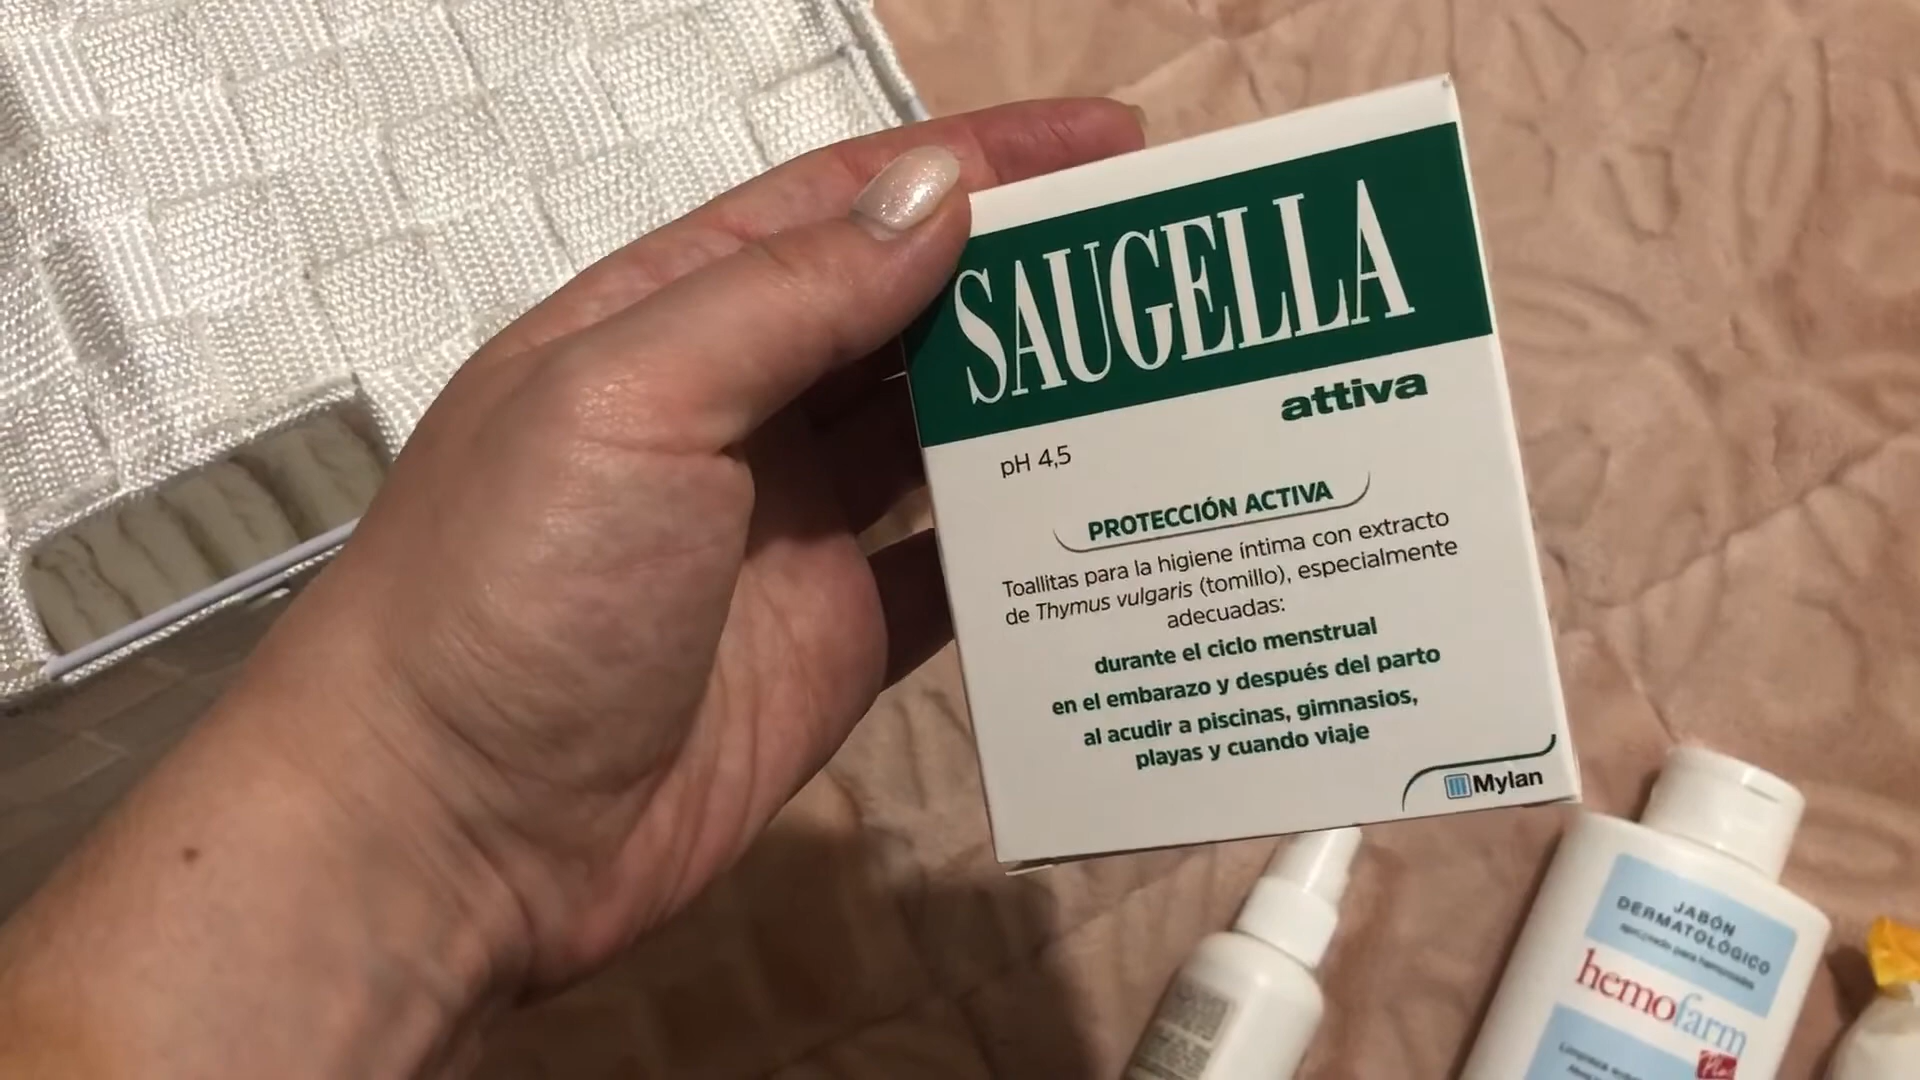 SAUGELLA
attiva
pH 4,5
PROTECCIÓN ACTIVA
Toallitas para la higiene íntima con extracto
de Thymus vulgaris (tomillo), especialmente
adecuadas:
durante el ciclo menstrual
en el embarazo y después del parto
al acudir a piscinas, gimnasios,
playas y cuando viaje
Mylan
JABÓN
DERMATOLÓGICO
hemofarm
Plus